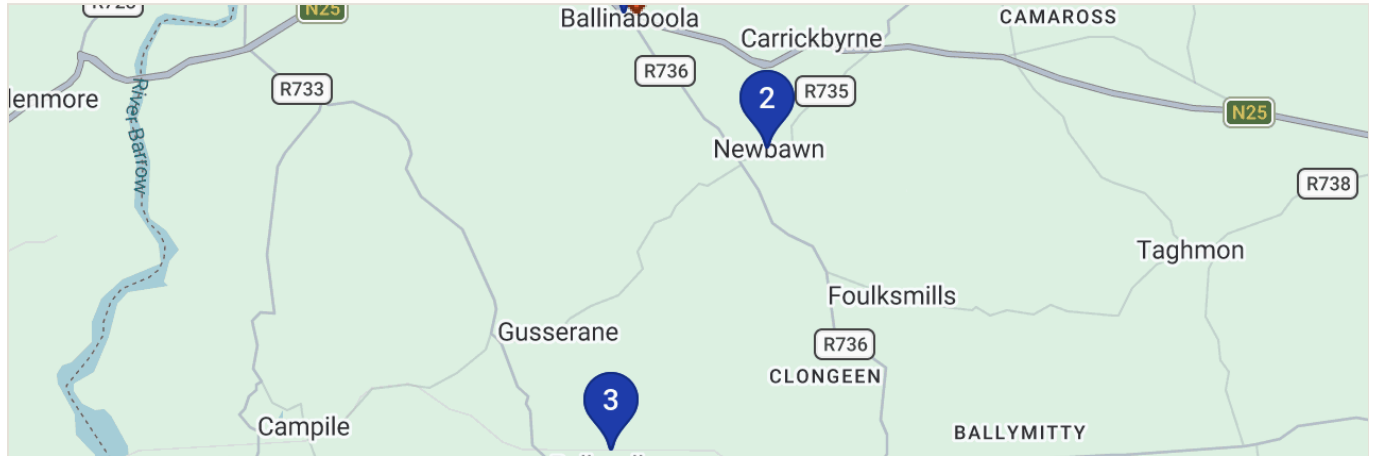 N25
Ballinaboola
CAMAROSS
Carrickbyrne
R736
R733
2
R735
lenmore
N25
River Barrow
Newbawn
R738
Taghmon
Foulksmills
Gusserane
R736
CLONGEEN
3
Campile
BALLYMITTY